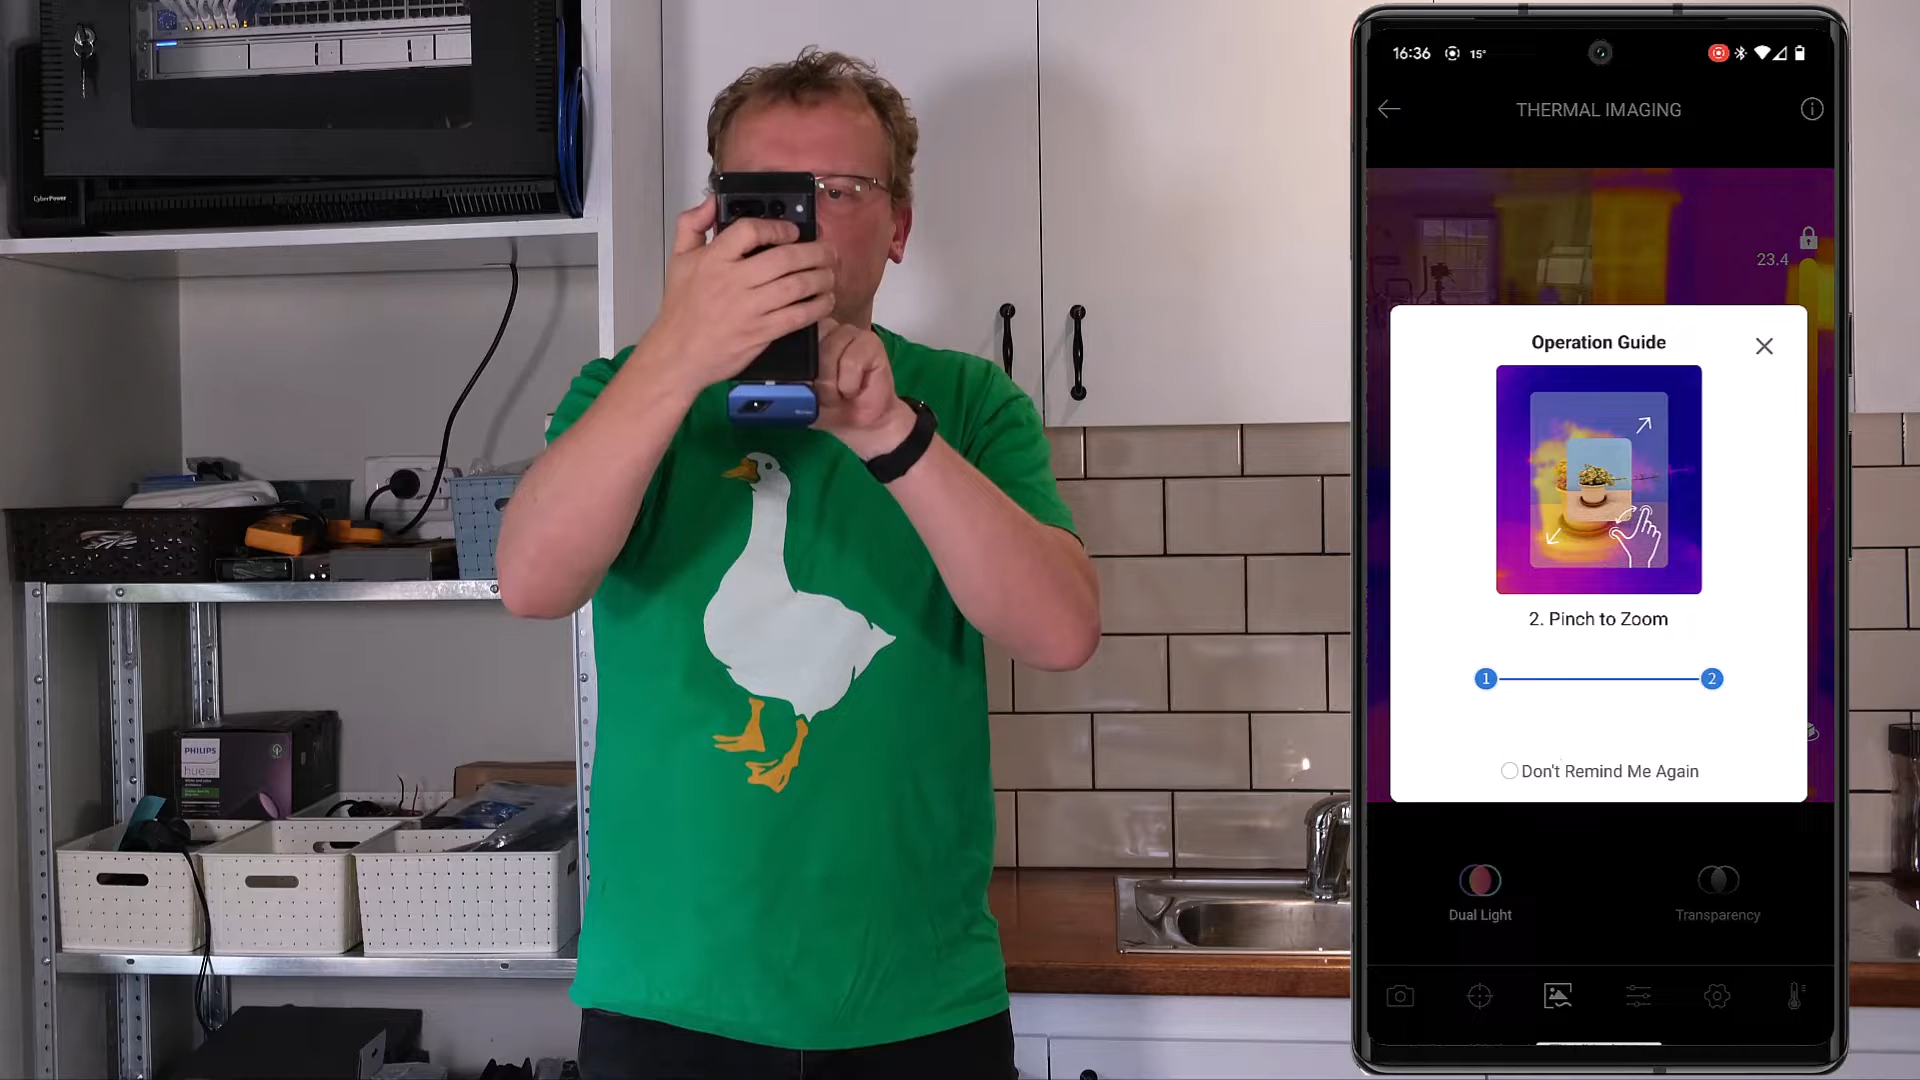 CyberPower
PHILIPS
hue
16:36
15°
THERMAL IMAGING
23.4
Operation Guide
2. Pinch to Zoom
1
2
Don't Remind Me Again
Dual Light
Transparency